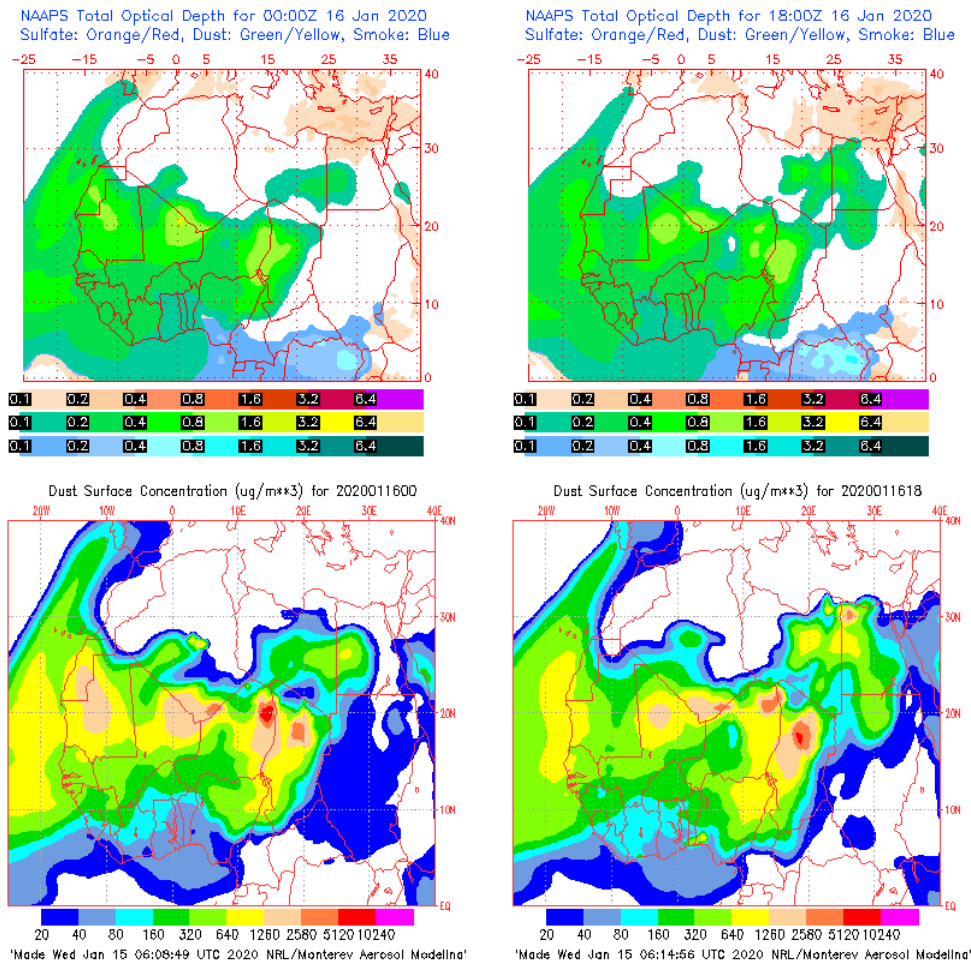 NAAPS Total Optical Depth for 00:00Z 16 Jan 2020
Sulfate: Orange/Red, Dust: Green/Yellow, Smoke: Blue
-25 -15 -5 0 5 15 25 35
40
30
20
10
0
0.1 0.2 0.4 0.8 1.6 3.2 6.4
0.1 0.2 0.4 0.8 1.6 3.2 6.4
0.1 0.2 0.4 0.8 1.6 3.2 6.4
NAAPS Total Optical Depth for 18:00Z 16 Jan 2020
Sulfate: Orange/Red, Dust: Green/Yellow, Smoke: Blue
-25 -15 -5 0 5 15 25 35
40
30
20
10
0
0.1 0.2 0.4 0.8 1.6 3.2 6.4
0.1 0.2 0.4 0.8 1.6 3.2 6.4
0.1 0.2 0.4 0.8 1.6 3.2 6.4
Dust Surface Concentration (ug/m**3) for 2020011600
20W 10W 0 10E 20E 30E 40E
40N
30N
20N
10N
EQ
20 40 80 160 320 640 1260 2580 5120 10240
'Made Wed Jan 15 06:08:49 UTC 2020 NRL/Monterey Aerosol Modeling'
Dust Surface Concentration (ug/m**3) for 2020011618
20W 10W 0 10E 20E 30E 40E
40N
30N
20N
10N
EQ
20 40 80 160 320 640 1260 2580 5120 10240
'Made Wed Jan 15 06:14:56 UTC 2020 NRL/Monterey Aerosol Modeling'